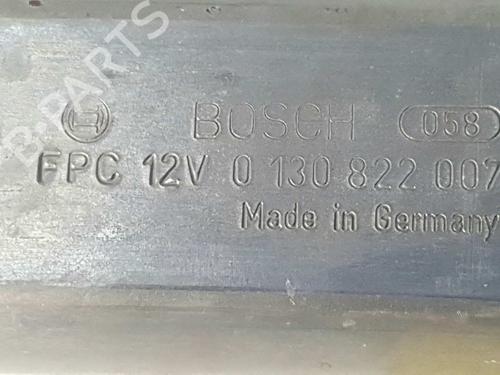 B-PARTS
BOSCH 058
FPC 12V 0 130 822 007
Made in Germany